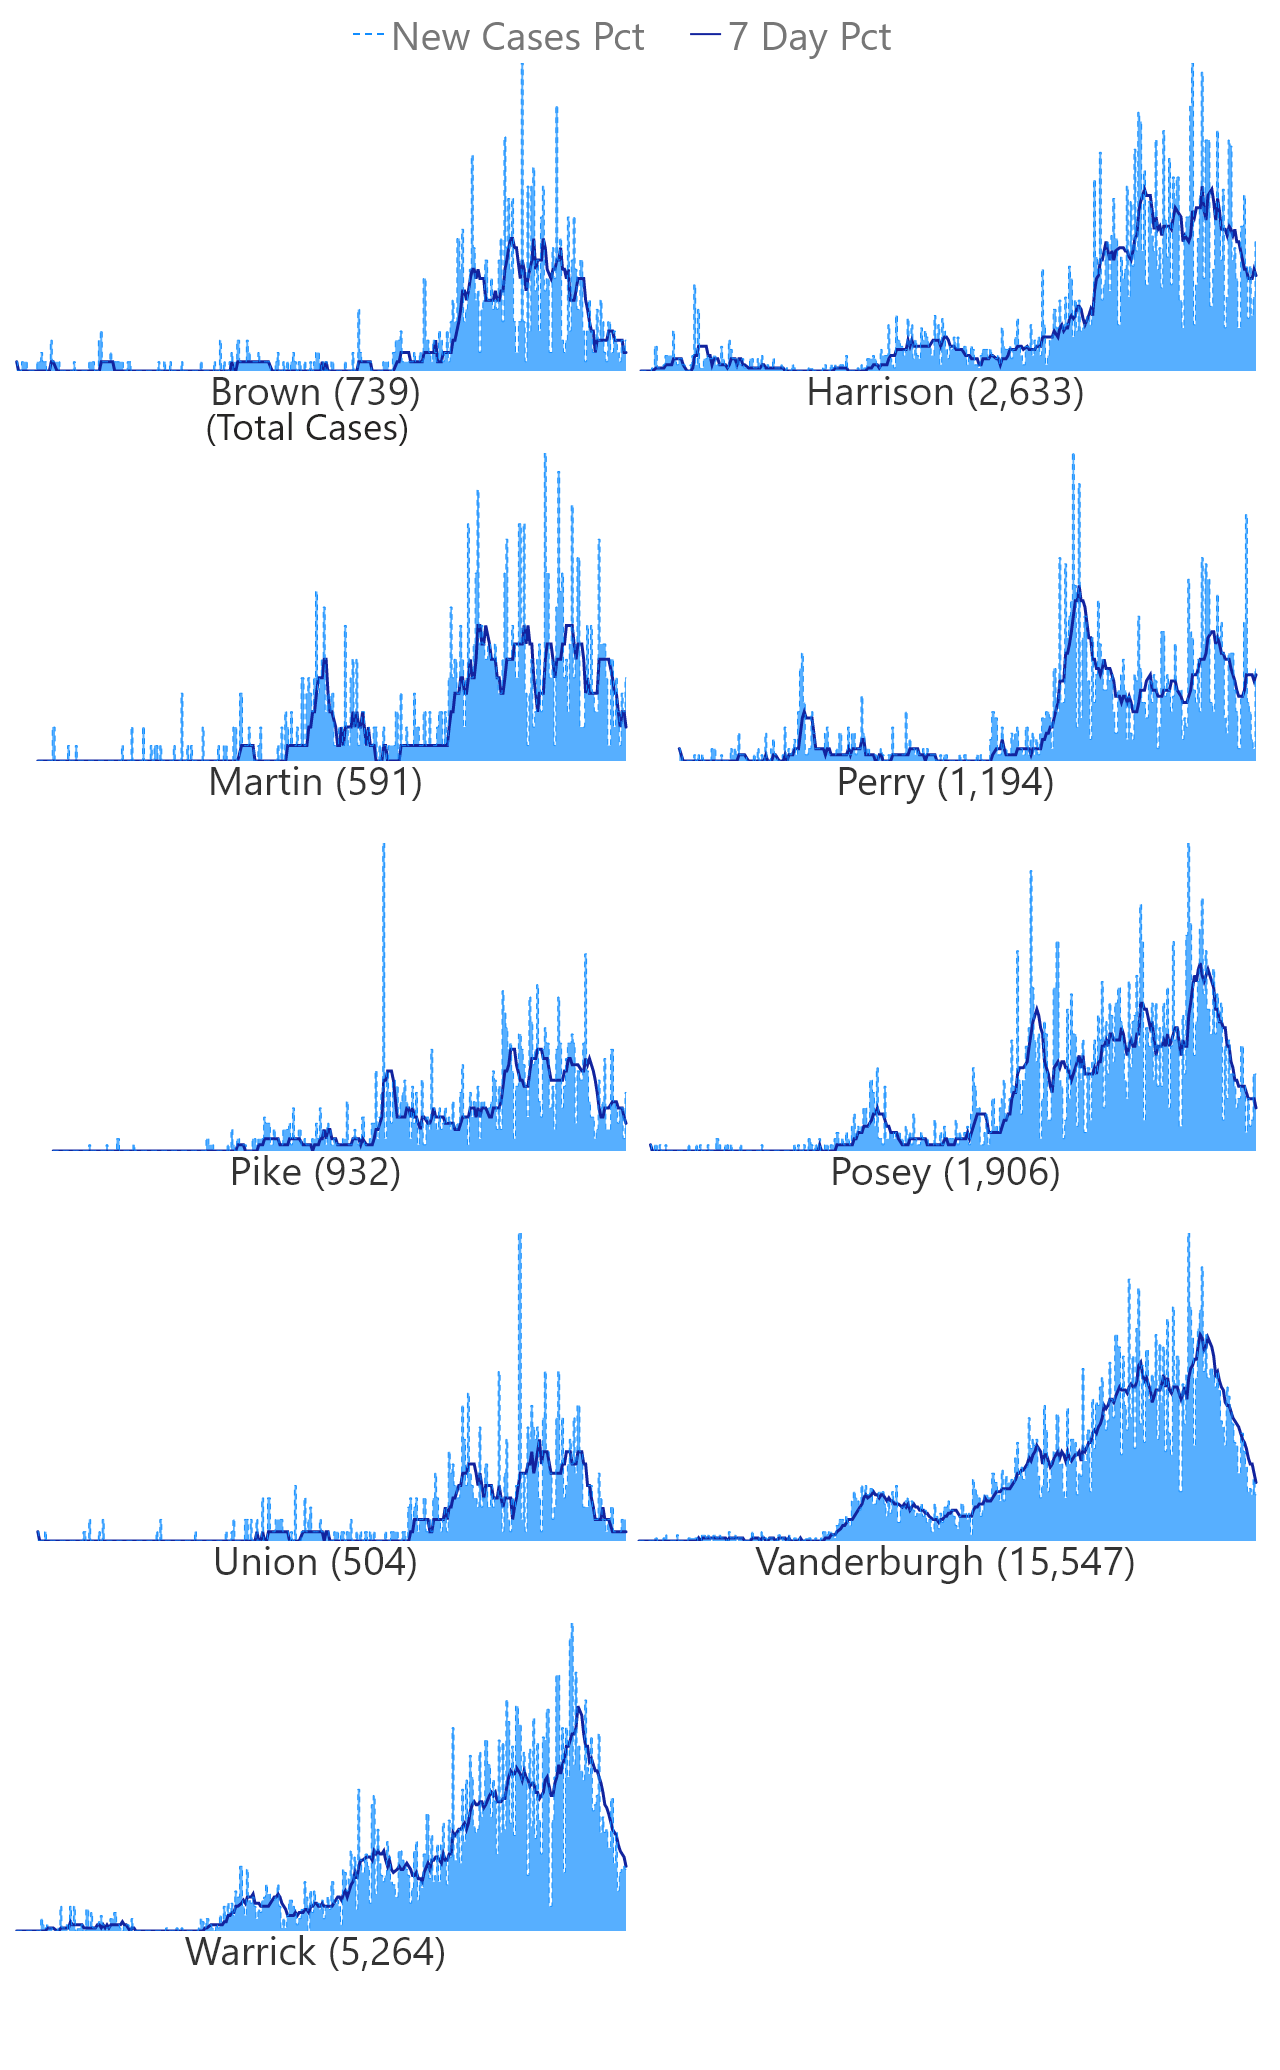 New Cases Pct 7 Day Pct
Brown (739) Harrison (2,633)
(Total Cases)
Martin (591) Perry (1,194)
Pike (932) Posey (1,906)
Union (504) Vanderburgh (15,547)
Warrick (5,264)